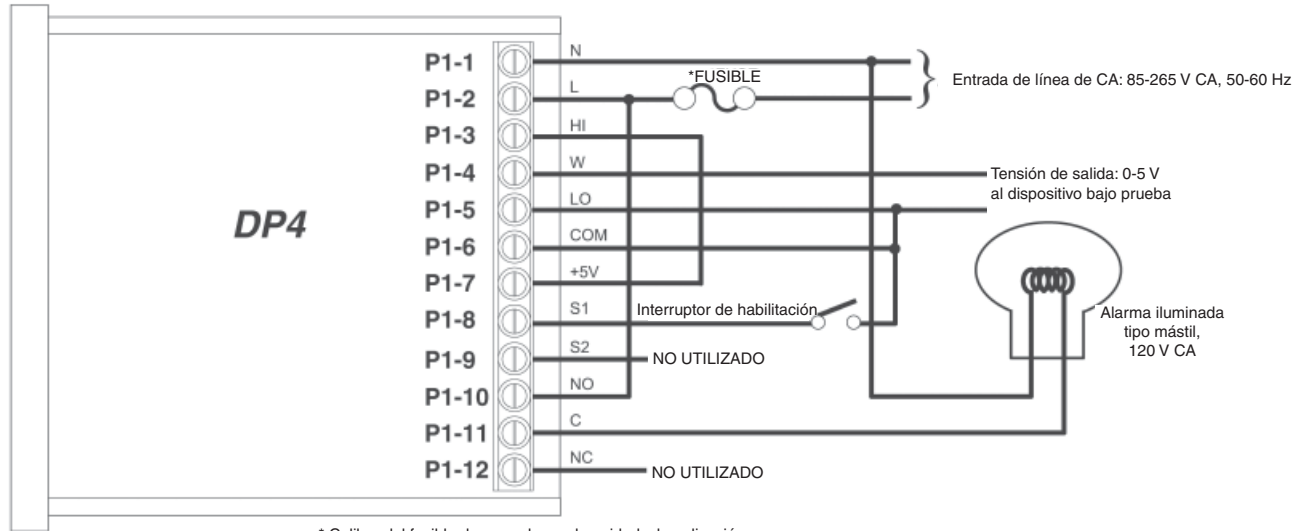 P1-1 N
P1-2 L
*FUSIBLE
Entrada de línea de CA: 85-265 V CA, 50-60 Hz
P1-3 HI
P1-4 W
Tensión de salida: 0-5 V
al dispositivo bajo prueba
P1-5 LO
DP4
P1-6 COM
P1-7 +5V
P1-8 S1
Interruptor de habilitación
Alarma iluminada
tipo mástil,
120 V CA
P1-9 S2
NO UTILIZADO
P1-10 NO
P1-11 C
P1-12 NC
NO UTILIZADO
* Calibre del fusible